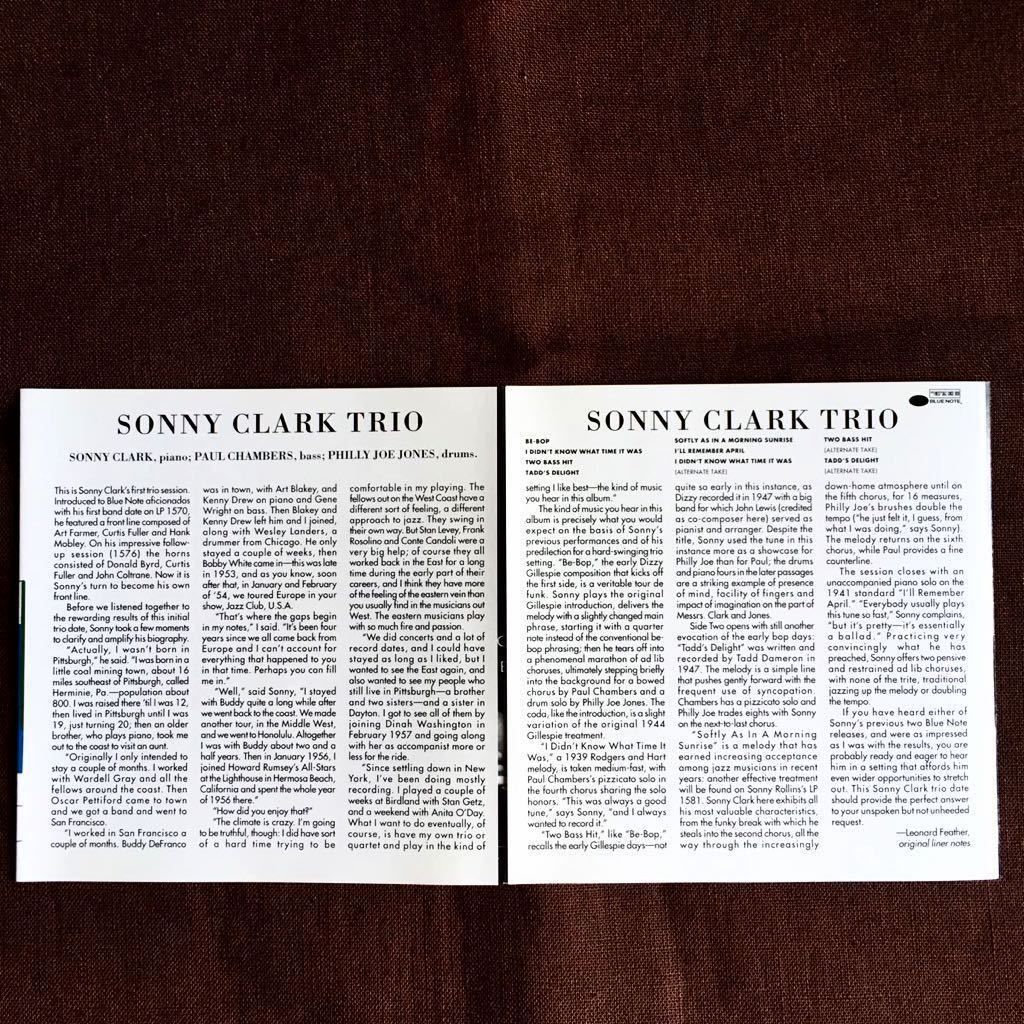 SONNY CLARK TRIO
SONNY CLARK, piano; PAUL CHAMBERS, bass; PHILLY JOE JONES, drums.
This is Sonny Clark's first trio session.
Introduced to Blue Note aficionados
with his first band date on LP 1570,
he featured a front line composed of
Art Farmer, Curtis Fuller and Hank
Mobley. On his impressive follow-
up session (1576) the horns
consisted of Donald Byrd, Curtis
Fuller and John Coltrane. Now it is
Sonny's turn to become his own
front line.
Before we listened together to
the rewarding results of this initial
trio date, Sonny took a few moments
to clarify and amplify his biography.
"Actually, I wasn't born in
Pittsburgh," he said. "I was born in a
little coal mining town, about 16
miles southeast of Pittsburgh, called
Herminie, Pa.—population about
800. I was raised there 'til I was 12,
then lived in Pittsburgh until I was
19, just turning 20; then an older
brother, who plays piano, took me
out to the coast to visit an aunt.
"Originally I only intended to
stay a couple of months. I worked
with Wardell Gray and all the
fellows around the coast. Then
Oscar Pettiford came to town
and we got a band and went to
San Francisco.
"I worked in San Francisco a
couple of months. Buddy DeFranco
was in town, with Art Blakey, and
Kenny Drew on piano and Gene
Wright on bass. Then Blakey and
Kenny Drew left him and I joined,
along with Wesley Landers, a
drummer from Chicago. He only
stayed a couple of weeks, then
Bobby White came in—this was late
in 1953, and as you know, soon
after that, in January and February
of '54, we toured Europe in your
show, Jazz Club, U.S.A.
"That's where the gaps begin
in my notes," I said. "It's been four
years since we all came back from
Europe and I can't account for
everything that happened to you
in that time. Perhaps you can fill
me in."
"Well," said Sonny, "I stayed
with Buddy quite a long while after
we went back to the coast. We made
another tour, in the Middle West,
and we went to Honolulu. Altogether
I was with Buddy about two and a
half years. Then in January 1956, I
joined Howard Rumsey's All-Stars
at the Lighthouse in Hermosa Beach,
California and spent the whole year
of 1956 there."
"How did you enjoy that?"
"The climate is crazy. I'm going
to be truthful, though: I did have sort
of a hard time trying to be
comfortable in my playing. The
fellows out on the West Coast have a
different sort of feeling, a different
approach to jazz. They swing in
their own way. But Stan Levey, Frank
Rosolino and Conte Candoli were a
very big help; of course they all
worked back in the East for a long
time during the early part of their
careers, and I think they have more
of the feeling of the eastern vein than
you usually find in the musicians out
West. The eastern musicians play
with so much fire and passion.
"We did concerts and a lot of
record dates, and I could have
stayed as long as I liked, but I
wanted to see the East again, and
also wanted to see my people who
still live in Pittsburgh—a brother
and two sisters—and a sister in
Dayton. I got to see all of them by
joining Dinah Washington in
February 1957 and going along
with her as accompanist more or
less for the ride.
"Since settling down in New
York, I've been doing mostly
recording. I played a couple of
weeks at Birdland with Stan Getz,
and a weekend with Anita O'Day.
What I want to do eventually, of
course, is have my own trio or
quartet and play in the kind of
SONNY CLARK TRIO
BLUE NOTE
BE-BOP
I DIDN'T KNOW WHAT TIME IT WAS
TWO BASS HIT
TADD'S DELIGHT
SOFTLY AS IN A MORNING SUNRISE
I'LL REMEMBER APRIL
I DIDN'T KNOW WHAT TIME IT WAS
(ALTERNATE TAKE)
TWO BASS HIT
(ALTERNATE TAKE)
TADD'S DELIGHT
(ALTERNATE TAKE)
setting I like best—the kind of music
you hear in this album."
The kind of music you hear in this
album is precisely what you would
expect on the basis of Sonny's
previous performances and of his
predilection for a hard-swinging trio
setting. "Be-Bop," the early Dizzy
Gillespie composition that kicks off
the first side, is a veritable tour de
funk. Sonny plays the original
Gillespie introduction, delivers the
melody with a slightly changed main
phrase, starting it with a quarter
note instead of the conventional be-
bop phrasing; then he tears off into
a phenomenal marathon of ad lib
choruses, ultimately stepping briefly
into the background for a bowed
chorus by Paul Chambers and a
drum solo by Philly Joe Jones. The
coda, like the introduction, is a slight
variation of the original 1944
Gillespie treatment.
"I Didn't Know What Time It
Was," a 1939 Rodgers and Hart
melody, is taken medium-fast, with
Paul Chambers's pizzicato solo in
the fourth chorus sharing the solo
honors. "This was always a good
tune," says Sonny, "and I always
wanted to record it."
"Two Bass Hit," like "Be-Bop,"
recalls the early Gillespie days—not
quite so early in this instance, as
Dizzy recorded it in 1947 with a big
band for which John Lewis (credited
as co-composer here) served as
pianist and arranger. Despite the
title, Sonny used the tune in this
instance more as a showcase for
Philly Joe than for Paul; the drums
and piano fours in the later passages
are a striking example of presence
of mind, facility of fingers and
impact of imagination on the part of
Messrs. Clark and Jones.
Side Two opens with still another
evocation of the early bop days:
"Tadd's Delight" was written and
recorded by Tadd Dameron in
1947. The melody is a simple line
that pushes gently forward with the
frequent use of syncopation.
Chambers has a pizzicato solo and
Philly Joe trades eights with Sonny
on the next-to-last chorus.
"Softly As In A Morning
Sunrise" is a melody that has
earned increasing acceptance
among jazz musicians in recent
years: another effective treatment
will be found on Sonny Rollins's LP
1581. Sonny Clark here exhibits all
his most valuable characteristics,
from the funky break with which he
steals into the second chorus, all the
way through the increasingly
down-home atmosphere until on
the fifth chorus, for 16 measures,
Philly Joe's brushes double the
tempo ("he just felt it, I guess, from
what I was doing," says Sonny).
The melody returns on the sixth
chorus, while Paul provides a fine
counterline.
The session closes with an
unaccompanied piano solo on the
1941 standard "I'll Remember
April." "Everybody usually plays
this tune so fast," Sonny complains,
"but it's pretty—it's essentially
a ballad." Practicing very
convincingly what he has
preached, Sonny offers two pensive
and restrained ad lib choruses,
with none of the trite, traditional
jazzing up the melody or doubling
the tempo.
If you have heard either of
Sonny's previous two Blue Note
releases, and were as impressed
as I was with the results, you are
probably ready and eager to hear
him in a setting that affords him
even wider opportunities to stretch
out. This Sonny Clark trio date
should provide the perfect answer
to your unspoken but not unheeded
request.
—Leonard Feather,
original liner notes